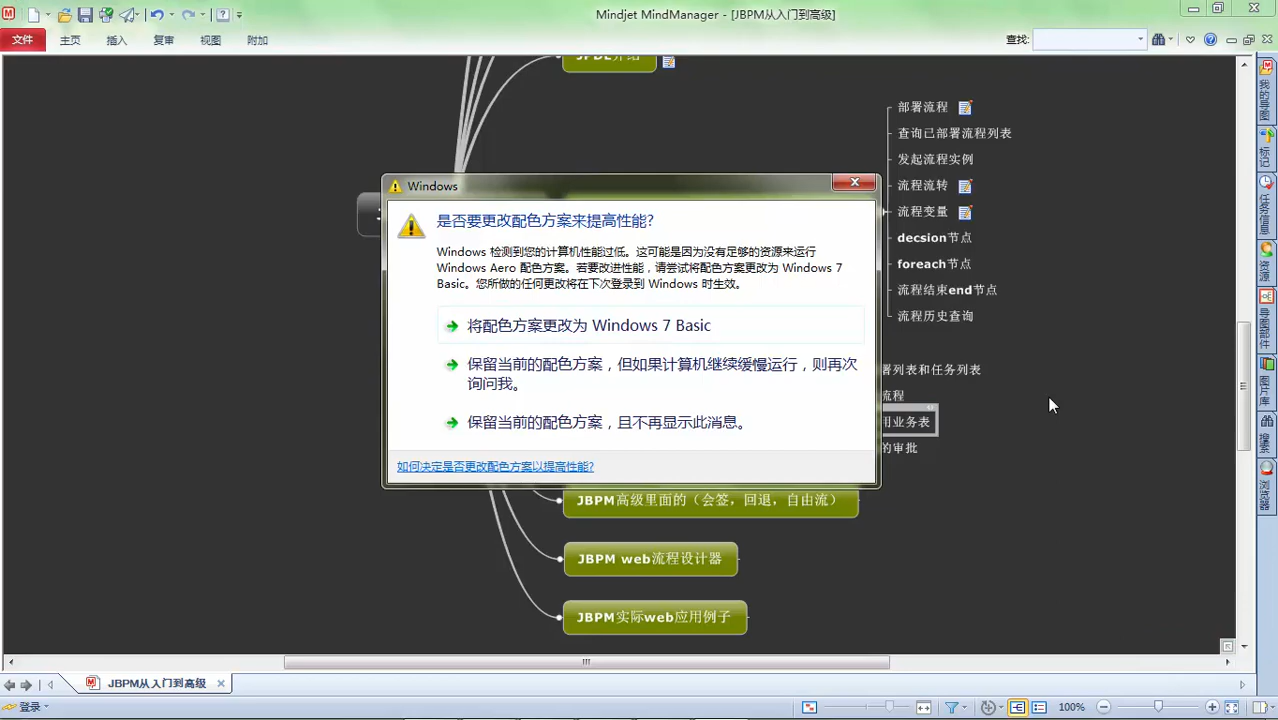 Mindjet MindManager - [JBPM从入门到高级]
文件
主页
插入
复审
视图
附加
查找:
JPDL介绍
部署流程
查询已部署流程列表
发起流程实例
流程流转
流程变量
decsion节点
foreach节点
流程结束end节点
流程历史查询
署列表和任务列表
流程
用业务表
的审批
Windows
是否要更改配色方案来提高性能?
Windows 检测到您的计算机性能过低。这可能是因为没有足够的资源来运行
Windows Aero 配色方案。若要改进性能，请尝试将配色方案更改为 Windows 7
Basic。您所做的任何更改将在下次登录到 Windows 时生效。
将配色方案更改为 Windows 7 Basic
保留当前的配色方案，但如果计算机继续缓慢运行，则再次
询问我。
保留当前的配色方案，且不再显示此消息。
如何决定是否更改配色方案以提高性能?
JBPM高级里面的（会签，回退，自由流）
JBPM web流程设计器
JBPM实际web应用例子
我的导图
标记
任务信息
资源
导图部件
图片库
搜索
浏览器
JBPM从入门到高级
登录
100%